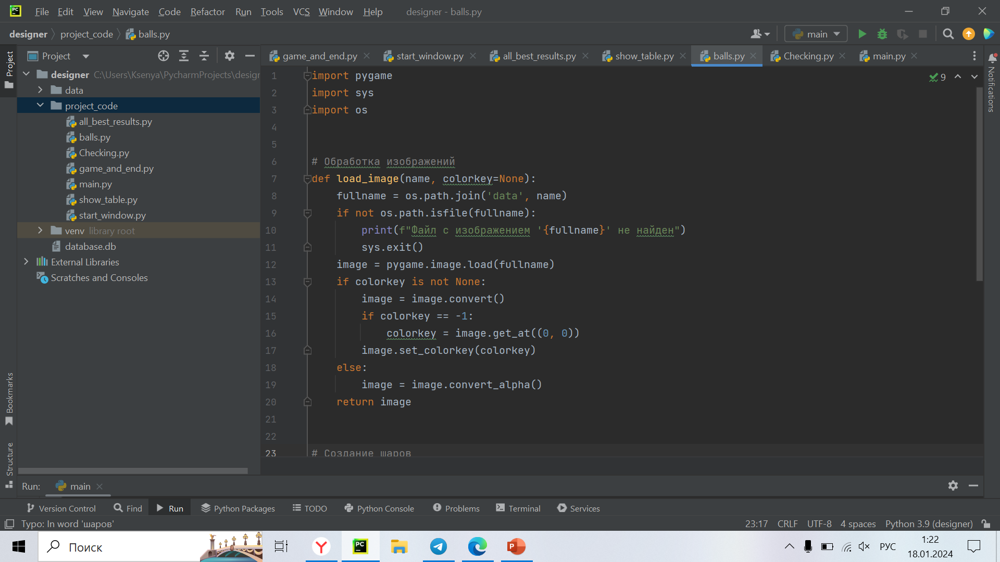 PC File Edit View Navigate Code Refactor Run Tools VCS Window Help designer - balls.py
designer project_code balls.py main
Project
Project
game_and_end.py start_window.py all_best_results.py show_table.py balls.py Checking.py main.py
Notifications
designer C:\Users\Ksenya\PycharmProjects\desigr
data
project_code
all_best_results.py
balls.py
Checking.py
game_and_end.py
main.py
show_table.py
start_window.py
venv library root
database.db
External Libraries
Scratches and Consoles
9
1 import pygame
2 import sys
3 import os
4
5
6 # Обработка изображений
7 def load_image(name, colorkey=None):
8 fullname = os.path.join('data', name)
9 if not os.path.isfile(fullname):
10 print(f"Файл с изображением '{fullname}' не найден")
11 sys.exit()
12 image = pygame.image.load(fullname)
13 if colorkey is not None:
14 image = image.convert()
15 if colorkey == -1:
16 colorkey = image.get_at((0, 0))
17 image.set_colorkey(colorkey)
18 else:
19 image = image.convert_alpha()
20 return image
21
22
23 # Создание шаров
Bookmarks
Structure
Run: main
Version Control Find Run Python Packages TODO Python Console Problems Terminal Services
Typo: In word 'шаров' 23:17 CRLF UTF-8 4 spaces Python 3.9 (designer)
Поиск
PC
P
РУС
1:22
18.01.2024